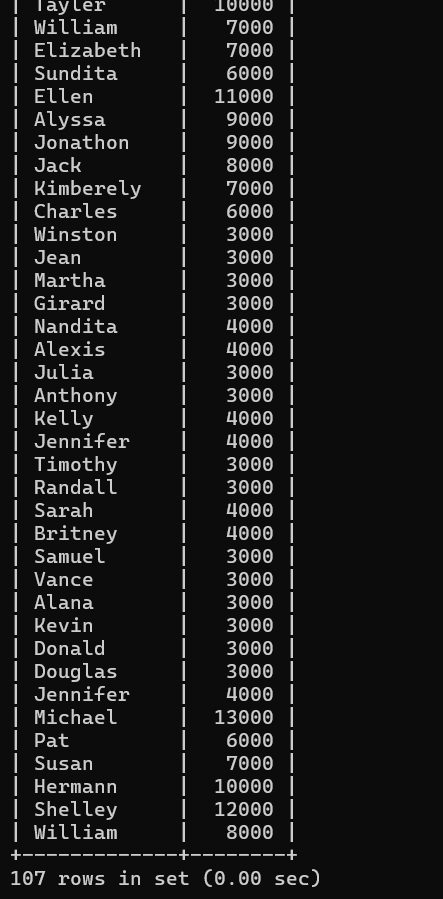 | Tayler       |  10000 |
| William      |   7000 |
| Elizabeth    |   7000 |
| Sundita      |   6000 |
| Ellen        |  11000 |
| Alyssa       |   9000 |
| Jonathon     |   9000 |
| Jack         |   8000 |
| Kimberely    |   7000 |
| Charles      |   6000 |
| Winston      |   3000 |
| Jean         |   3000 |
| Martha       |   3000 |
| Girard       |   3000 |
| Nandita      |   4000 |
| Alexis       |   4000 |
| Julia        |   3000 |
| Anthony      |   3000 |
| Kelly        |   4000 |
| Jennifer     |   4000 |
| Timothy      |   3000 |
| Randall      |   3000 |
| Sarah        |   4000 |
| Britney      |   4000 |
| Samuel       |   3000 |
| Vance        |   3000 |
| Alana        |   3000 |
| Kevin        |   3000 |
| Donald       |   3000 |
| Douglas      |   3000 |
| Jennifer     |   4000 |
| Michael      |  13000 |
| Pat          |   6000 |
| Susan        |   7000 |
| Hermann      |  10000 |
| Shelley      |  12000 |
| William      |   8000 |
+--------------+--------+
107 rows in set (0.00 sec)